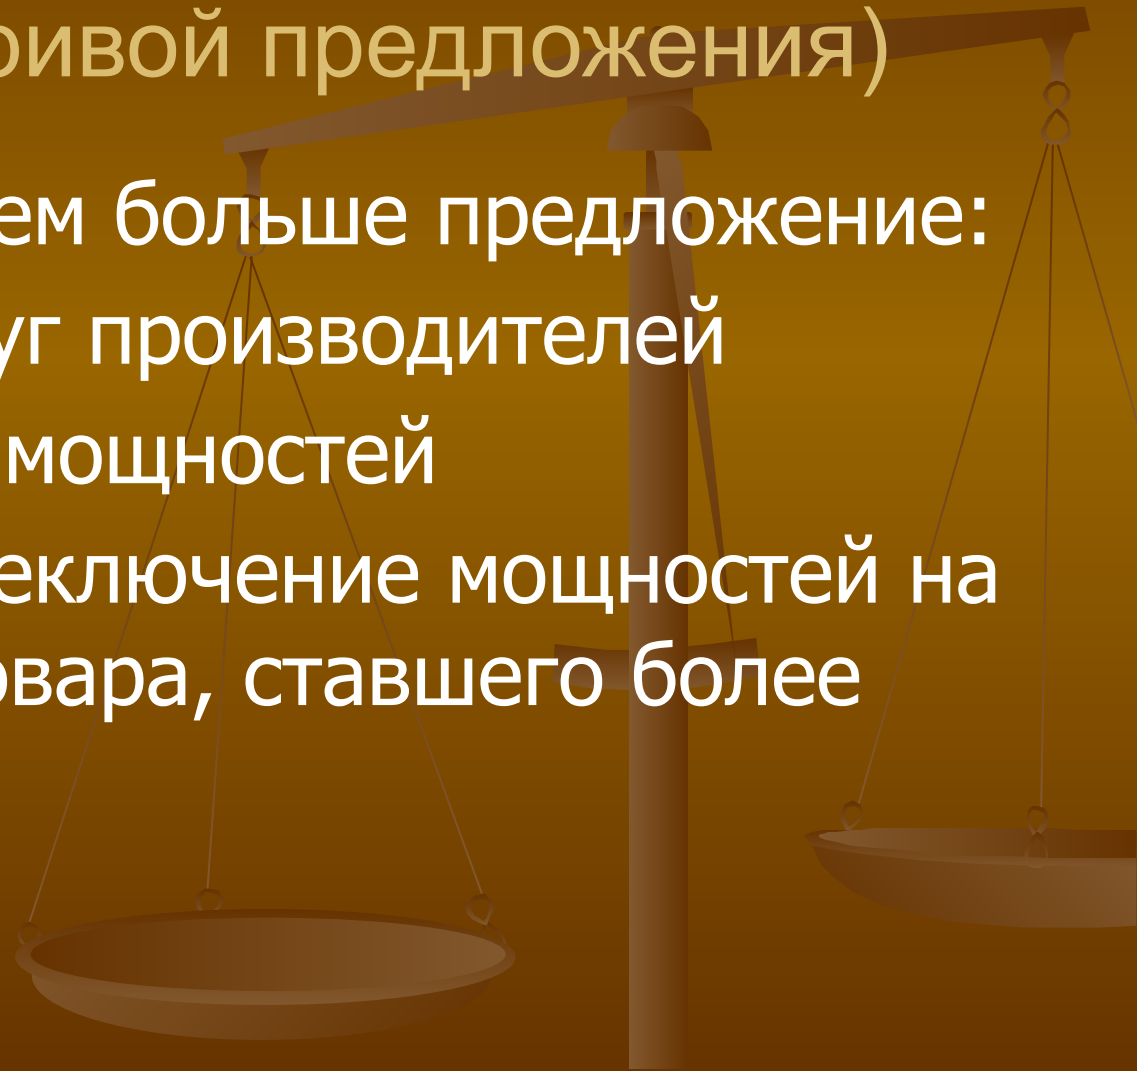 ривой предложения)
ем больше предложение:
уг производителей
мощностей
еключение мощностей на
овара, ставшего более